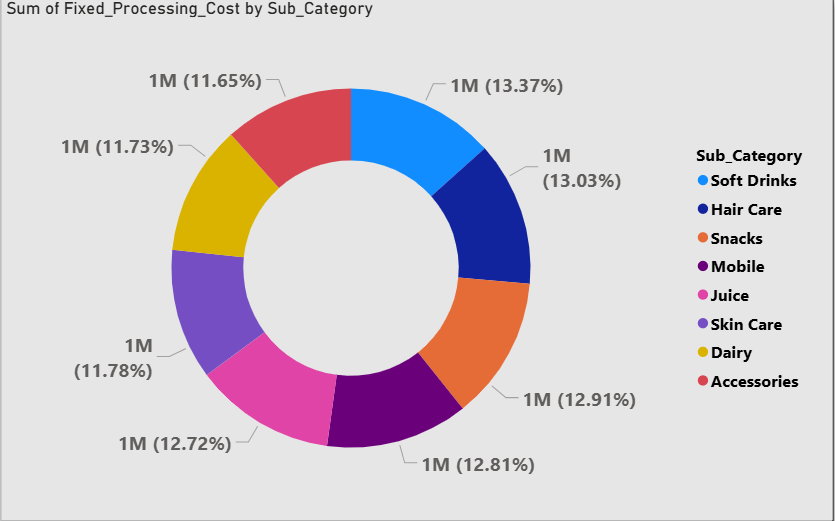 Sum of Fixed_Processing_Cost by Sub_Category
1M (11.65%)
1M (13.37%)
1M (11.73%)
1M
(13.03%)
1M
(11.78%)
1M (12.91%)
1M (12.72%)
1M (12.81%)
Sub_Category
Soft Drinks
Hair Care
Snacks
Mobile
Juice
Skin Care
Dairy
Accessories